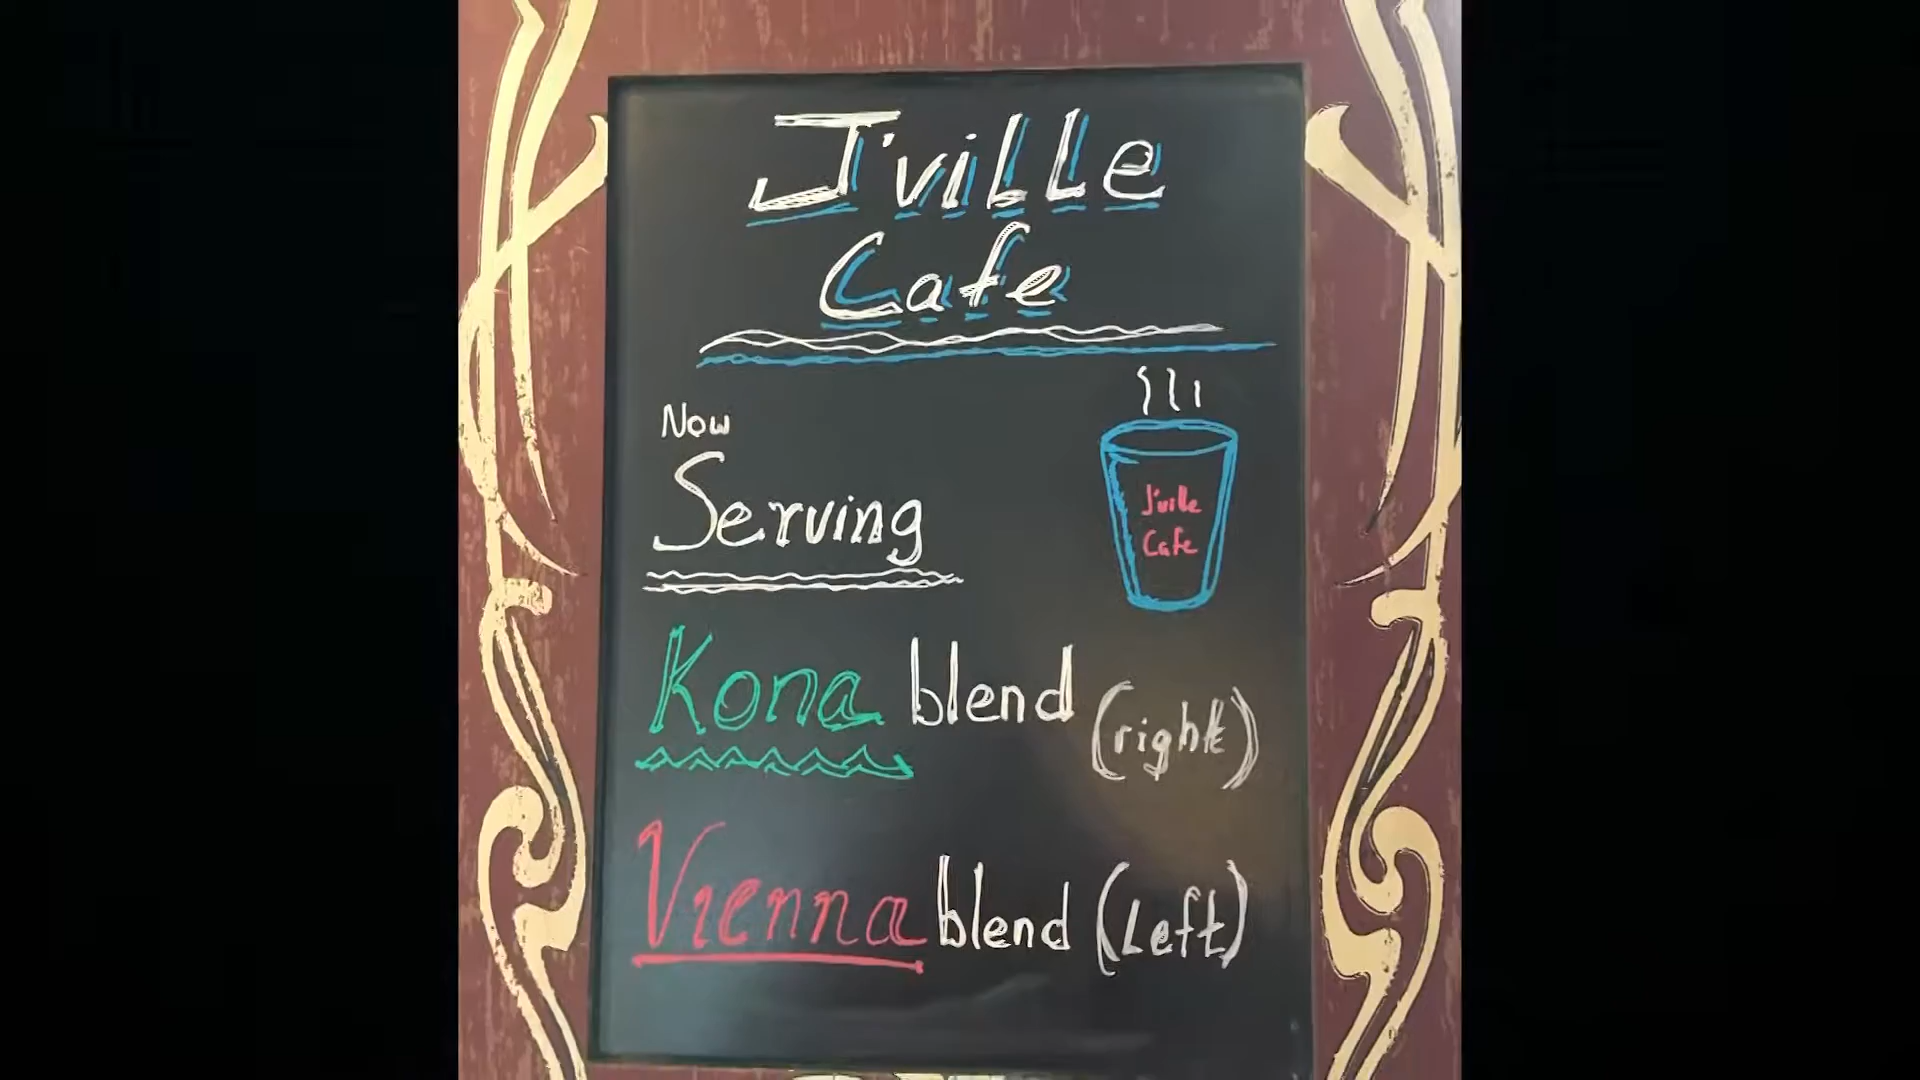 J'ville
Cafe
Now
Serving
J'ville
Cafe
Kona blend (right)
Vienna blend (Left)